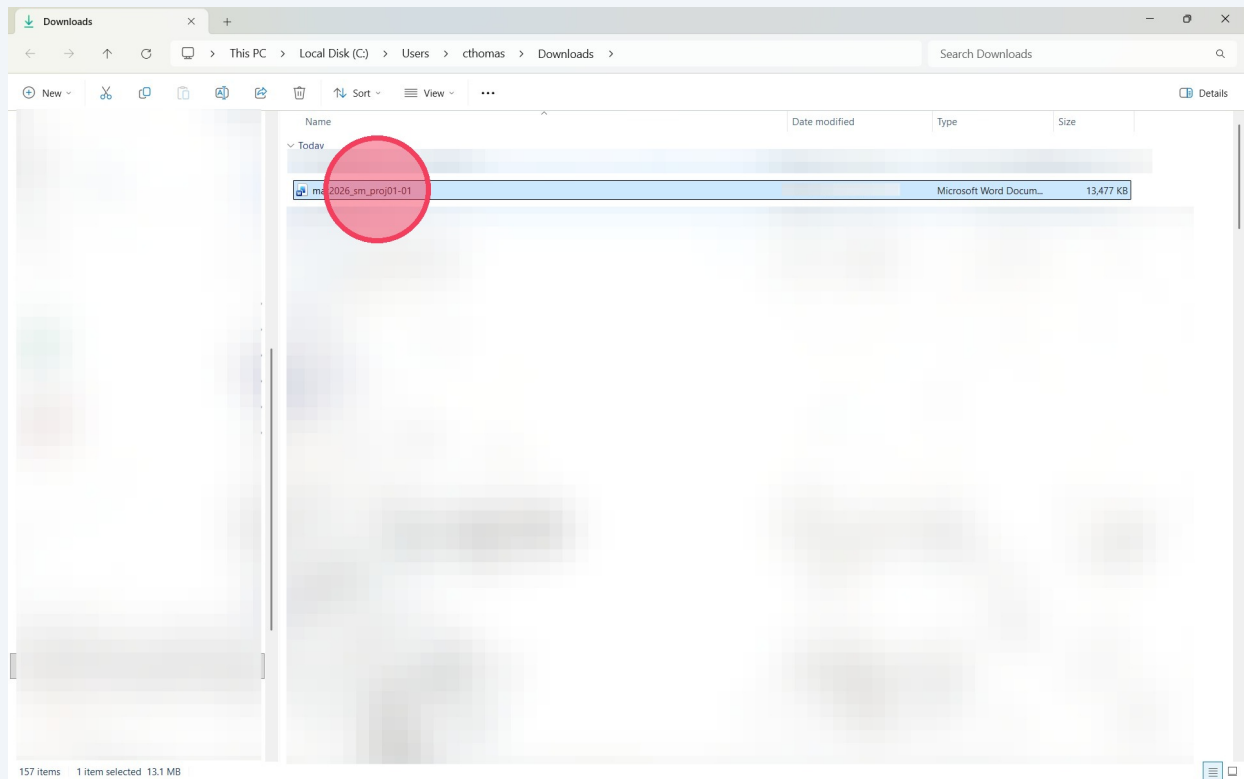 Downloads
This PC > Local Disk (C:) > Users > cthomas > Downloads >
Search Downloads
New
Sort
View
Details
Name
Date modified
Type
Size
Today
2026_sm_proj01-01
Microsoft Word Docum...
13,477 KB
157 items 1 item selected 13.1 MB